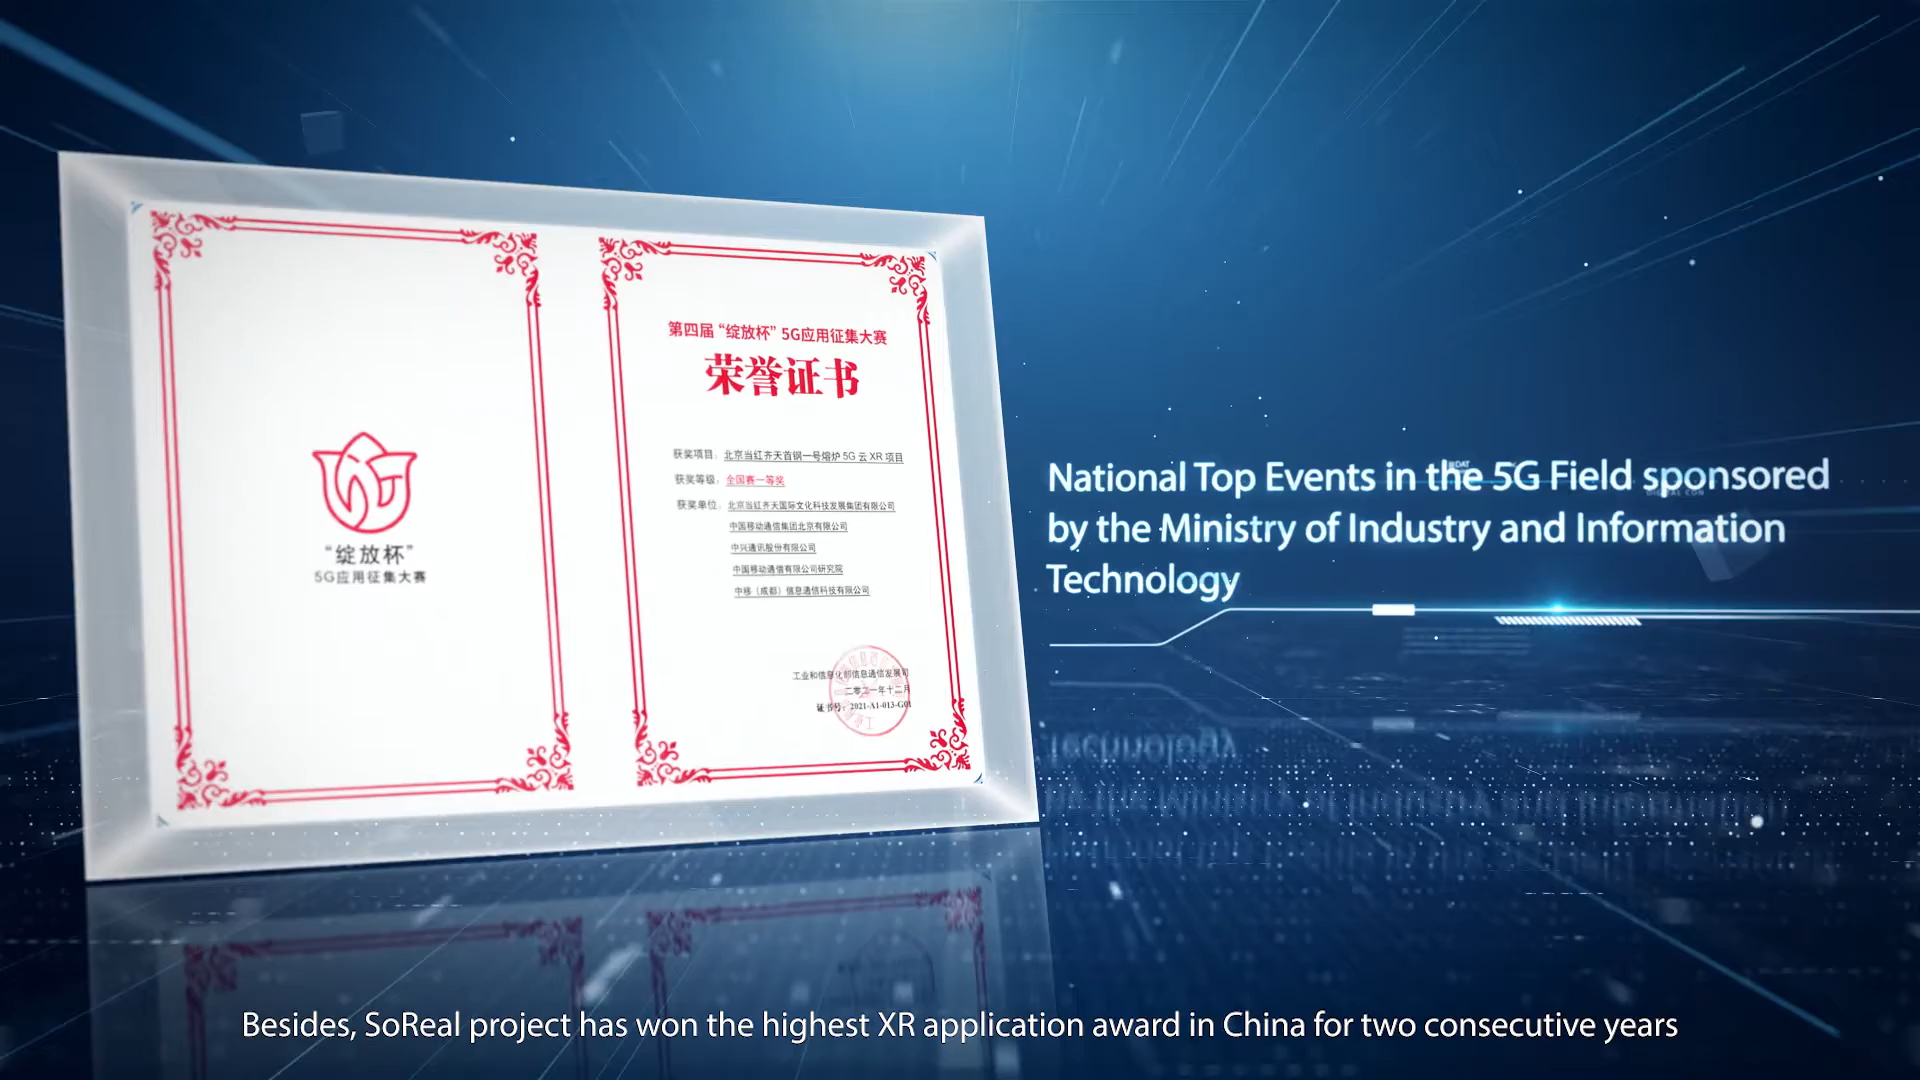 “绽放杯”
5G应用征集大赛
第四届“绽放杯”5G应用征集大赛
荣誉证书
获奖项目：北京当红齐天首钢一号熔炉 5G 云 XR 项目
获奖等级：全国赛一等奖
获奖单位：北京当红齐天国际文化科技发展集团有限公司
中国移动通信集团北京有限公司
中兴通讯股份有限公司
中国移动通信有限公司研究院
中移（成都）信息通信科技有限公司
工业和信息化部信息通信发展司
二零二一年十二月
证书号：2021-A1-013-G01
National Top Events in the 5G Field sponsored
by the Ministry of Industry and Information
Technology
Besides, SoReal project has won the highest XR application award in China for two consecutive years